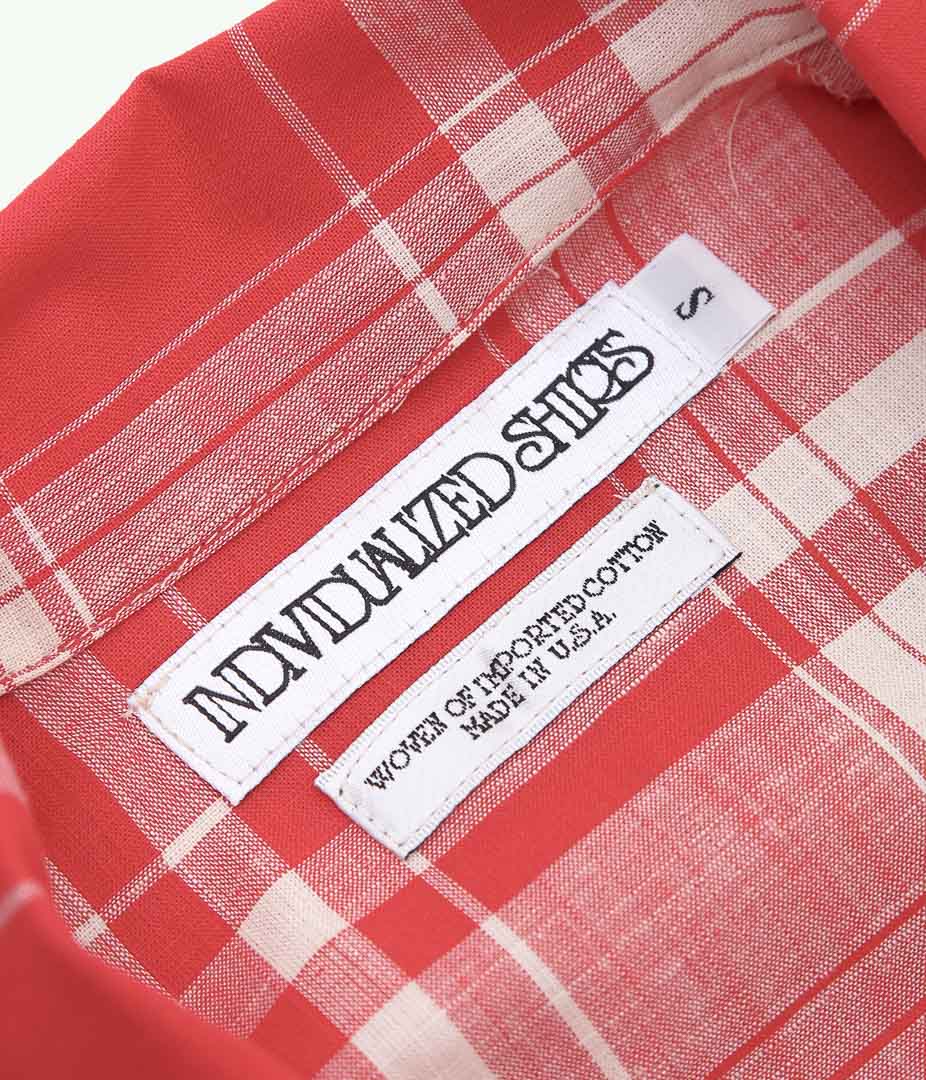 INDIVIDUALIZED SHIRTS
S
WOVEN OF IMPORTED COTTON
MADE IN U.S.A.